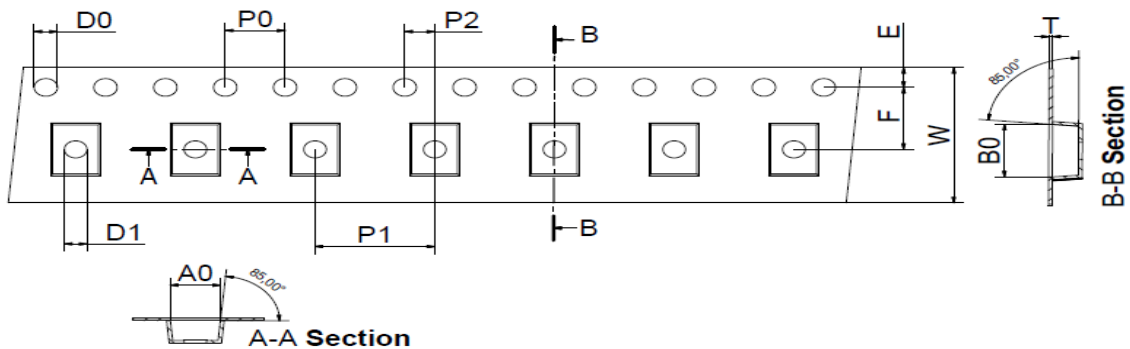 D0 P0 P2 B E T
85,00°
F W B0
A A
B-B Section
D1 P1 B
A0 85,00°
A-A Section